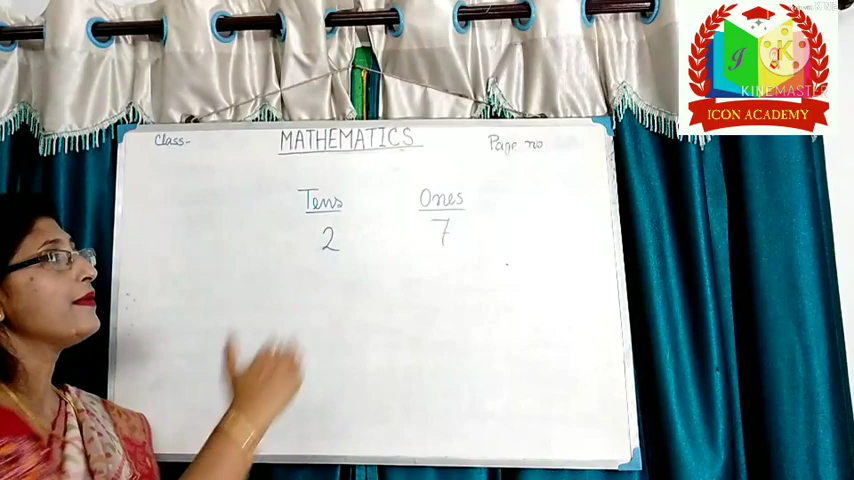 Class- MATHEMATICS Page no
Tens Ones
2 7
KINEMASTER
ICON ACADEMY